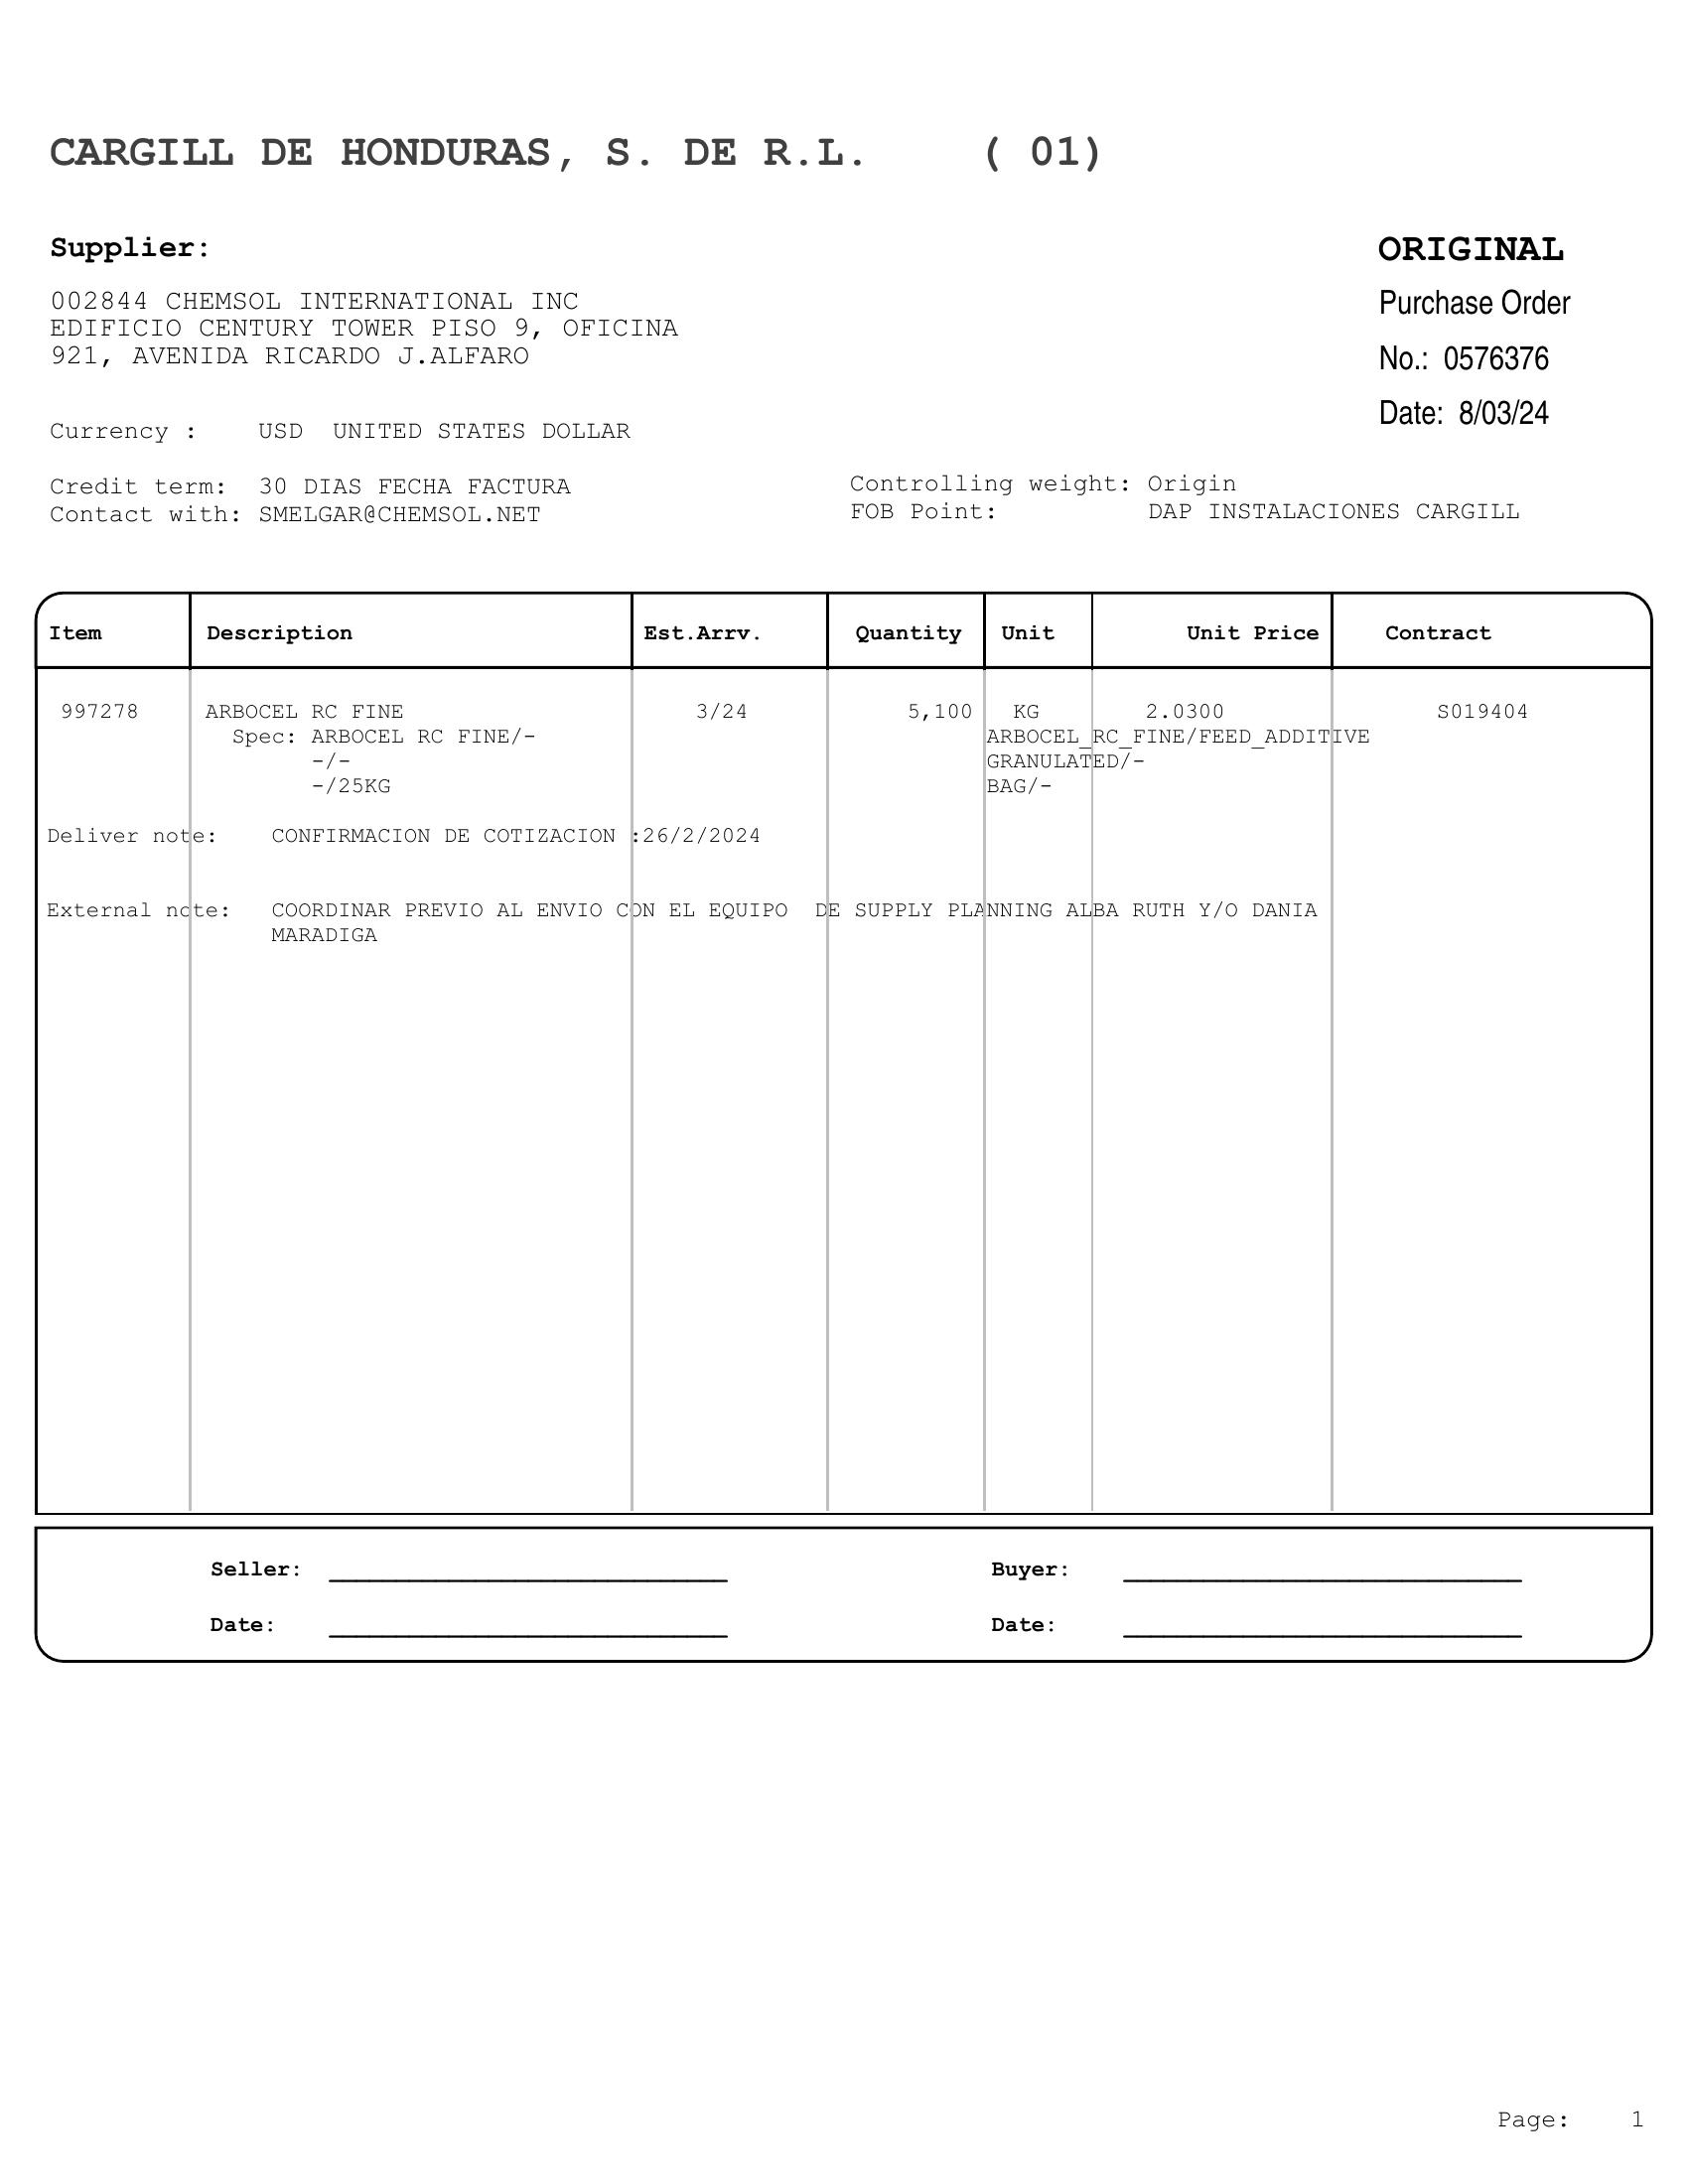 CARGILL DE HONDURAS, S. DE R.L. ( 01)
Supplier:
ORIGINAL
002844 CHEMSOL INTERNATIONAL INC
EDIFICIO CENTURY TOWER PISO 9, OFICINA
921, AVENIDA RICARDO J.ALFARO
Purchase Order
No.: 0576376
Date: 8/03/24
Currency : USD UNITED STATES DOLLAR
Credit term: 30 DIAS FECHA FACTURA
Contact with: SMELGAR@CHEMSOL.NET
Controlling weight: Origin
FOB Point: DAP INSTALACIONES CARGILL
Item Description Est.Arrv. Quantity Unit Unit Price Contract
997278 ARBOCEL RC FINE 3/24 5,100 KG 2.0300 S019404
Spec: ARBOCEL RC FINE/- ARBOCEL_RC_FINE/FEED_ADDITIVE
-/- GRANULATED/-
-/25KG BAG/-
Deliver note: CONFIRMACION DE COTIZACION :26/2/2024
External note: COORDINAR PREVIO AL ENVIO CON EL EQUIPO DE SUPPLY PLANNING ALBA RUTH Y/O DANIA
MARADIGA
Seller: Buyer:
Date: Date:
Page: 1